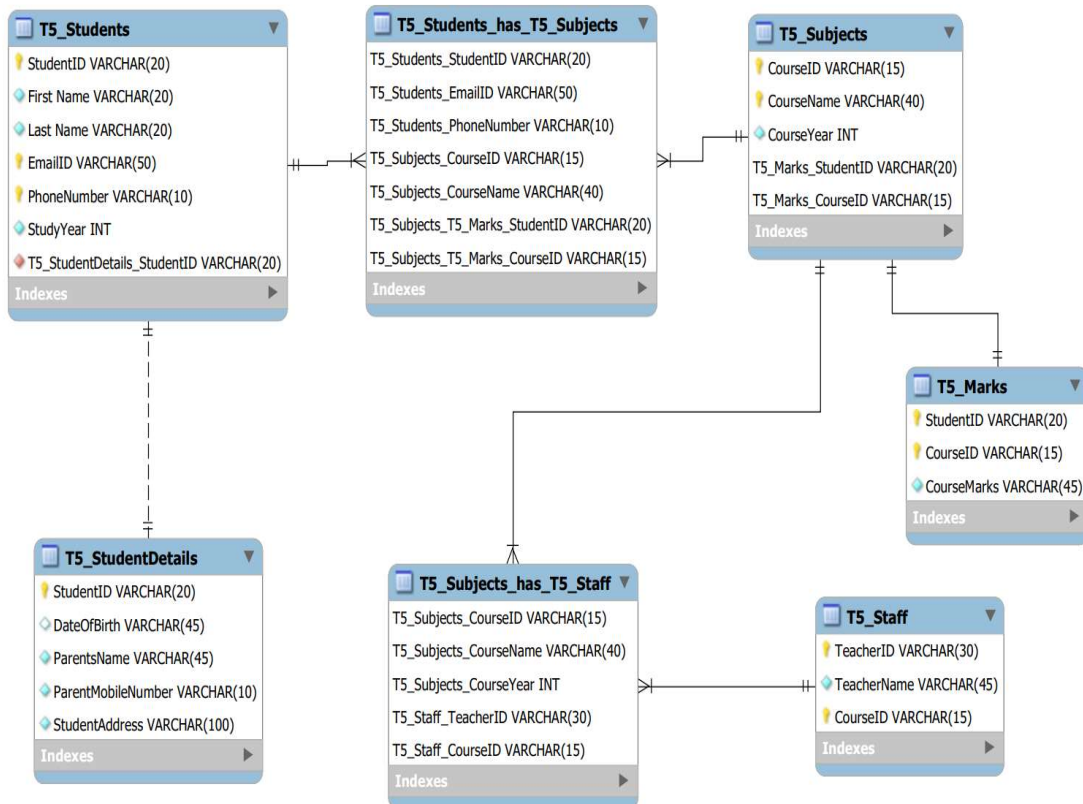 T5_Students
StudentID VARCHAR(20)
First Name VARCHAR(20)
Last Name VARCHAR(20)
EmailID VARCHAR(50)
PhoneNumber VARCHAR(10)
StudyYear INT
T5_StudentDetails_StudentID VARCHAR(20)
Indexes
T5_Students_has_T5_Subjects
T5_Students_StudentID VARCHAR(20)
T5_Students_EmailID VARCHAR(50)
T5_Students_PhoneNumber VARCHAR(10)
T5_Subjects_CourseID VARCHAR(15)
T5_Subjects_CourseName VARCHAR(40)
T5_Subjects_T5_Marks_StudentID VARCHAR(20)
T5_Subjects_T5_Marks_CourseID VARCHAR(15)
Indexes
T5_Subjects
CourseID VARCHAR(15)
CourseName VARCHAR(40)
CourseYear INT
T5_Marks_StudentID VARCHAR(20)
T5_Marks_CourseID VARCHAR(15)
Indexes
T5_Marks
StudentID VARCHAR(20)
CourseID VARCHAR(15)
CourseMarks VARCHAR(45)
Indexes
T5_StudentDetails
StudentID VARCHAR(20)
DateOfBirth VARCHAR(45)
ParentsName VARCHAR(45)
ParentMobileNumber VARCHAR(10)
StudentAddress VARCHAR(100)
Indexes
T5_Subjects_has_T5_Staff
T5_Subjects_CourseID VARCHAR(15)
T5_Subjects_CourseName VARCHAR(40)
T5_Subjects_CourseYear INT
T5_Staff_TeacherID VARCHAR(30)
T5_Staff_CourseID VARCHAR(15)
Indexes
T5_Staff
TeacherID VARCHAR(30)
TeacherName VARCHAR(45)
CourseID VARCHAR(15)
Indexes